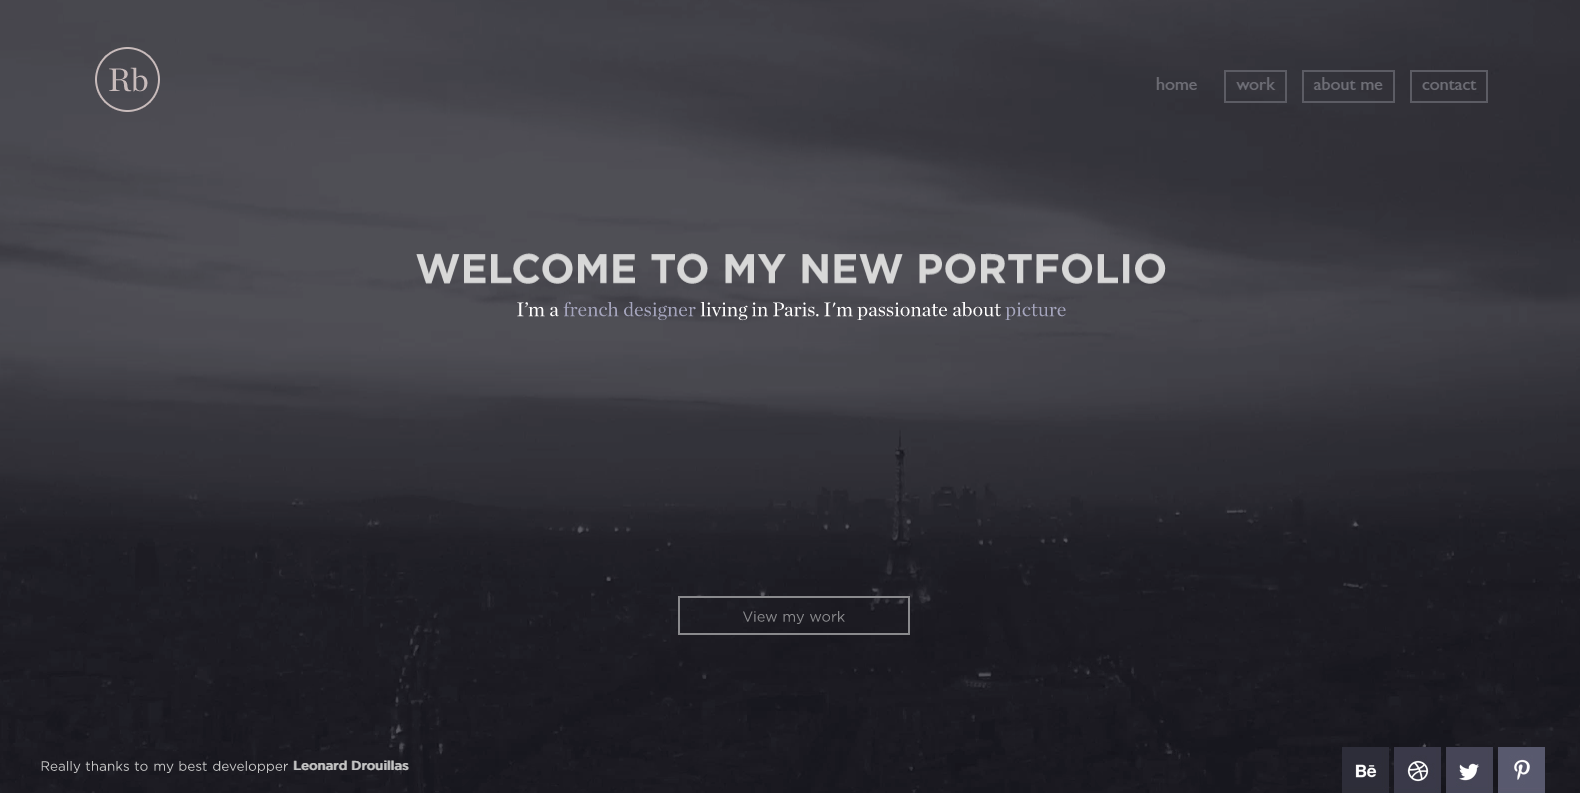 Rb
home work about me contact
WELCOME TO MY NEW PORTFOLIO
I'm a french designer living in Paris. I'm passionate about picture
View my work
Really thanks to my best developper Leonard Drouillas
Bē